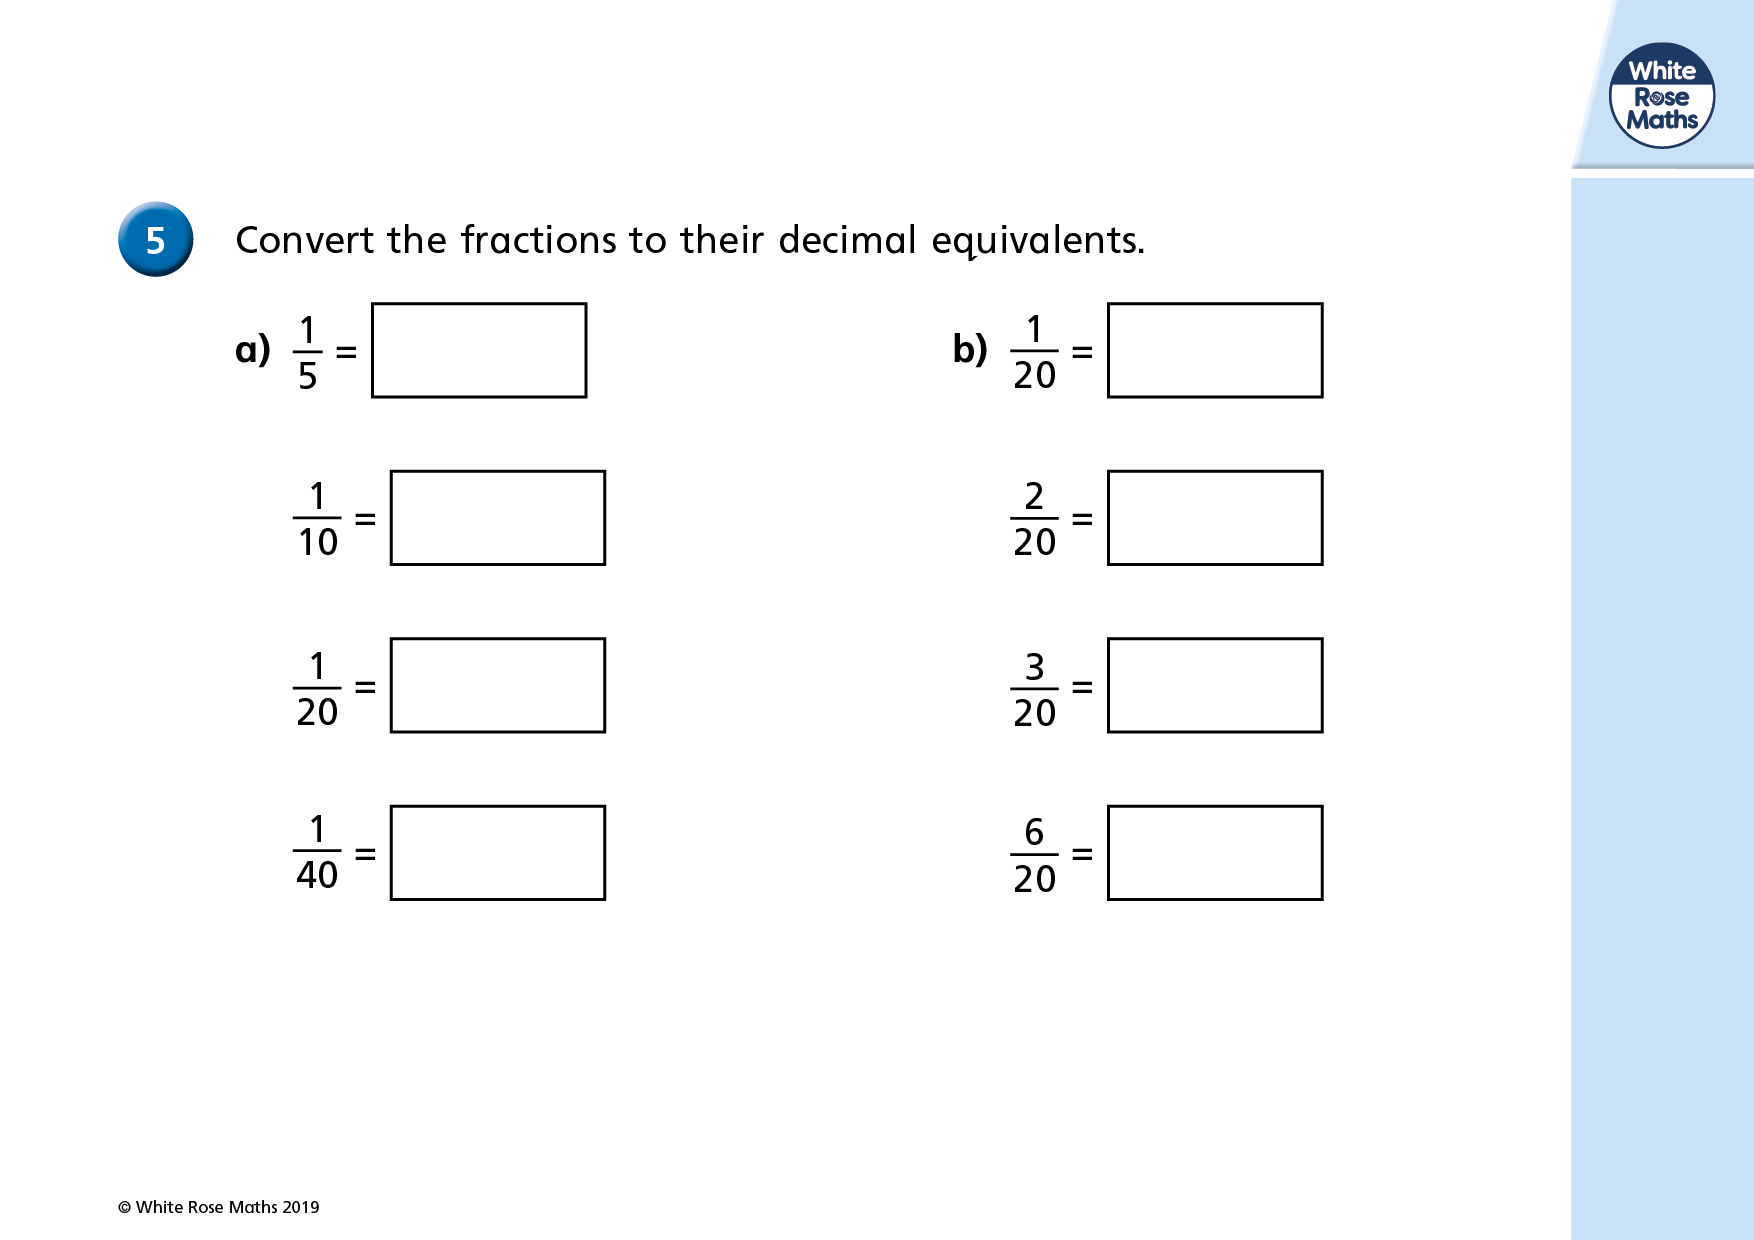 White
Rose
Maths
5 Convert the fractions to their decimal equivalents.
a) 1/5 =
b) 1/20 =
1/10 =
2/20 =
1/20 =
3/20 =
1/40 =
6/20 =
© White Rose Maths 2019